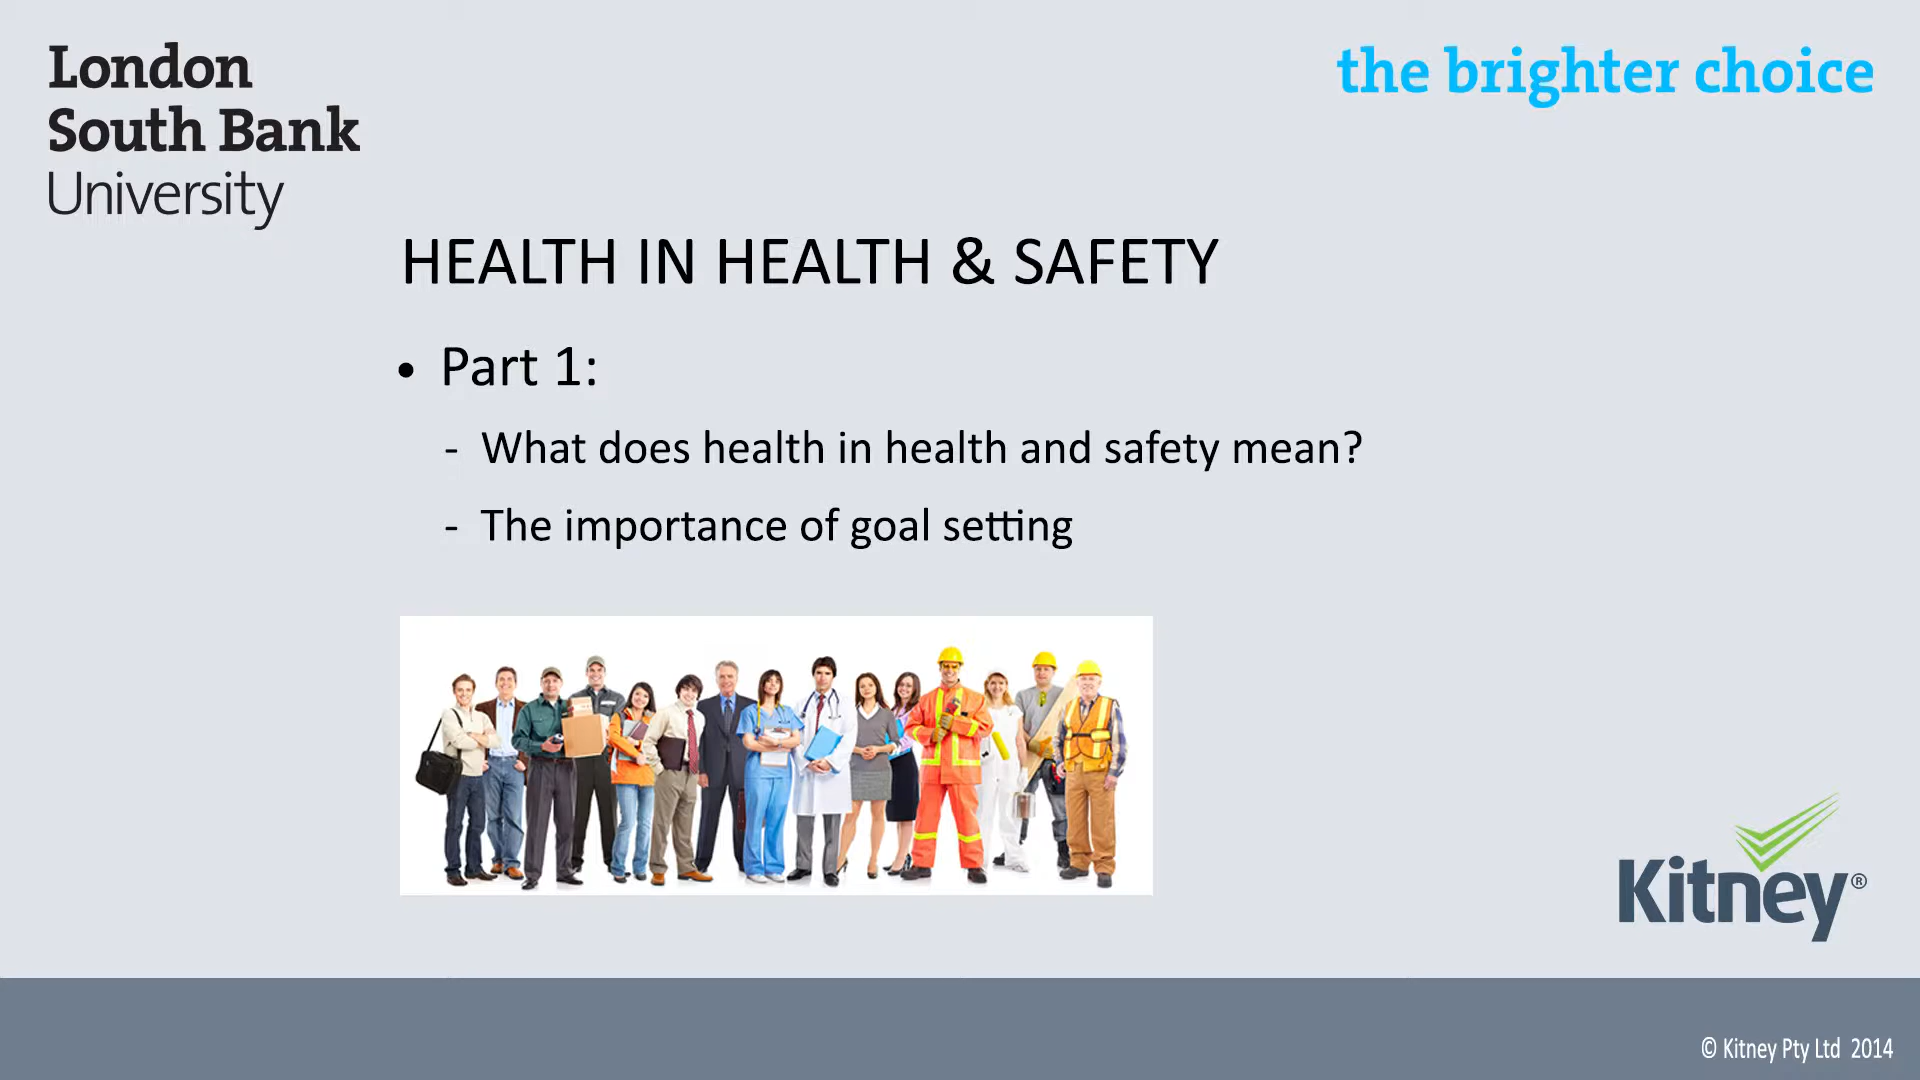 London
South Bank
University
the brighter choice
HEALTH IN HEALTH & SAFETY
• Part 1:
- What does health in health and safety mean?
- The importance of goal setting
Kitney®
© Kitney Pty Ltd 2014